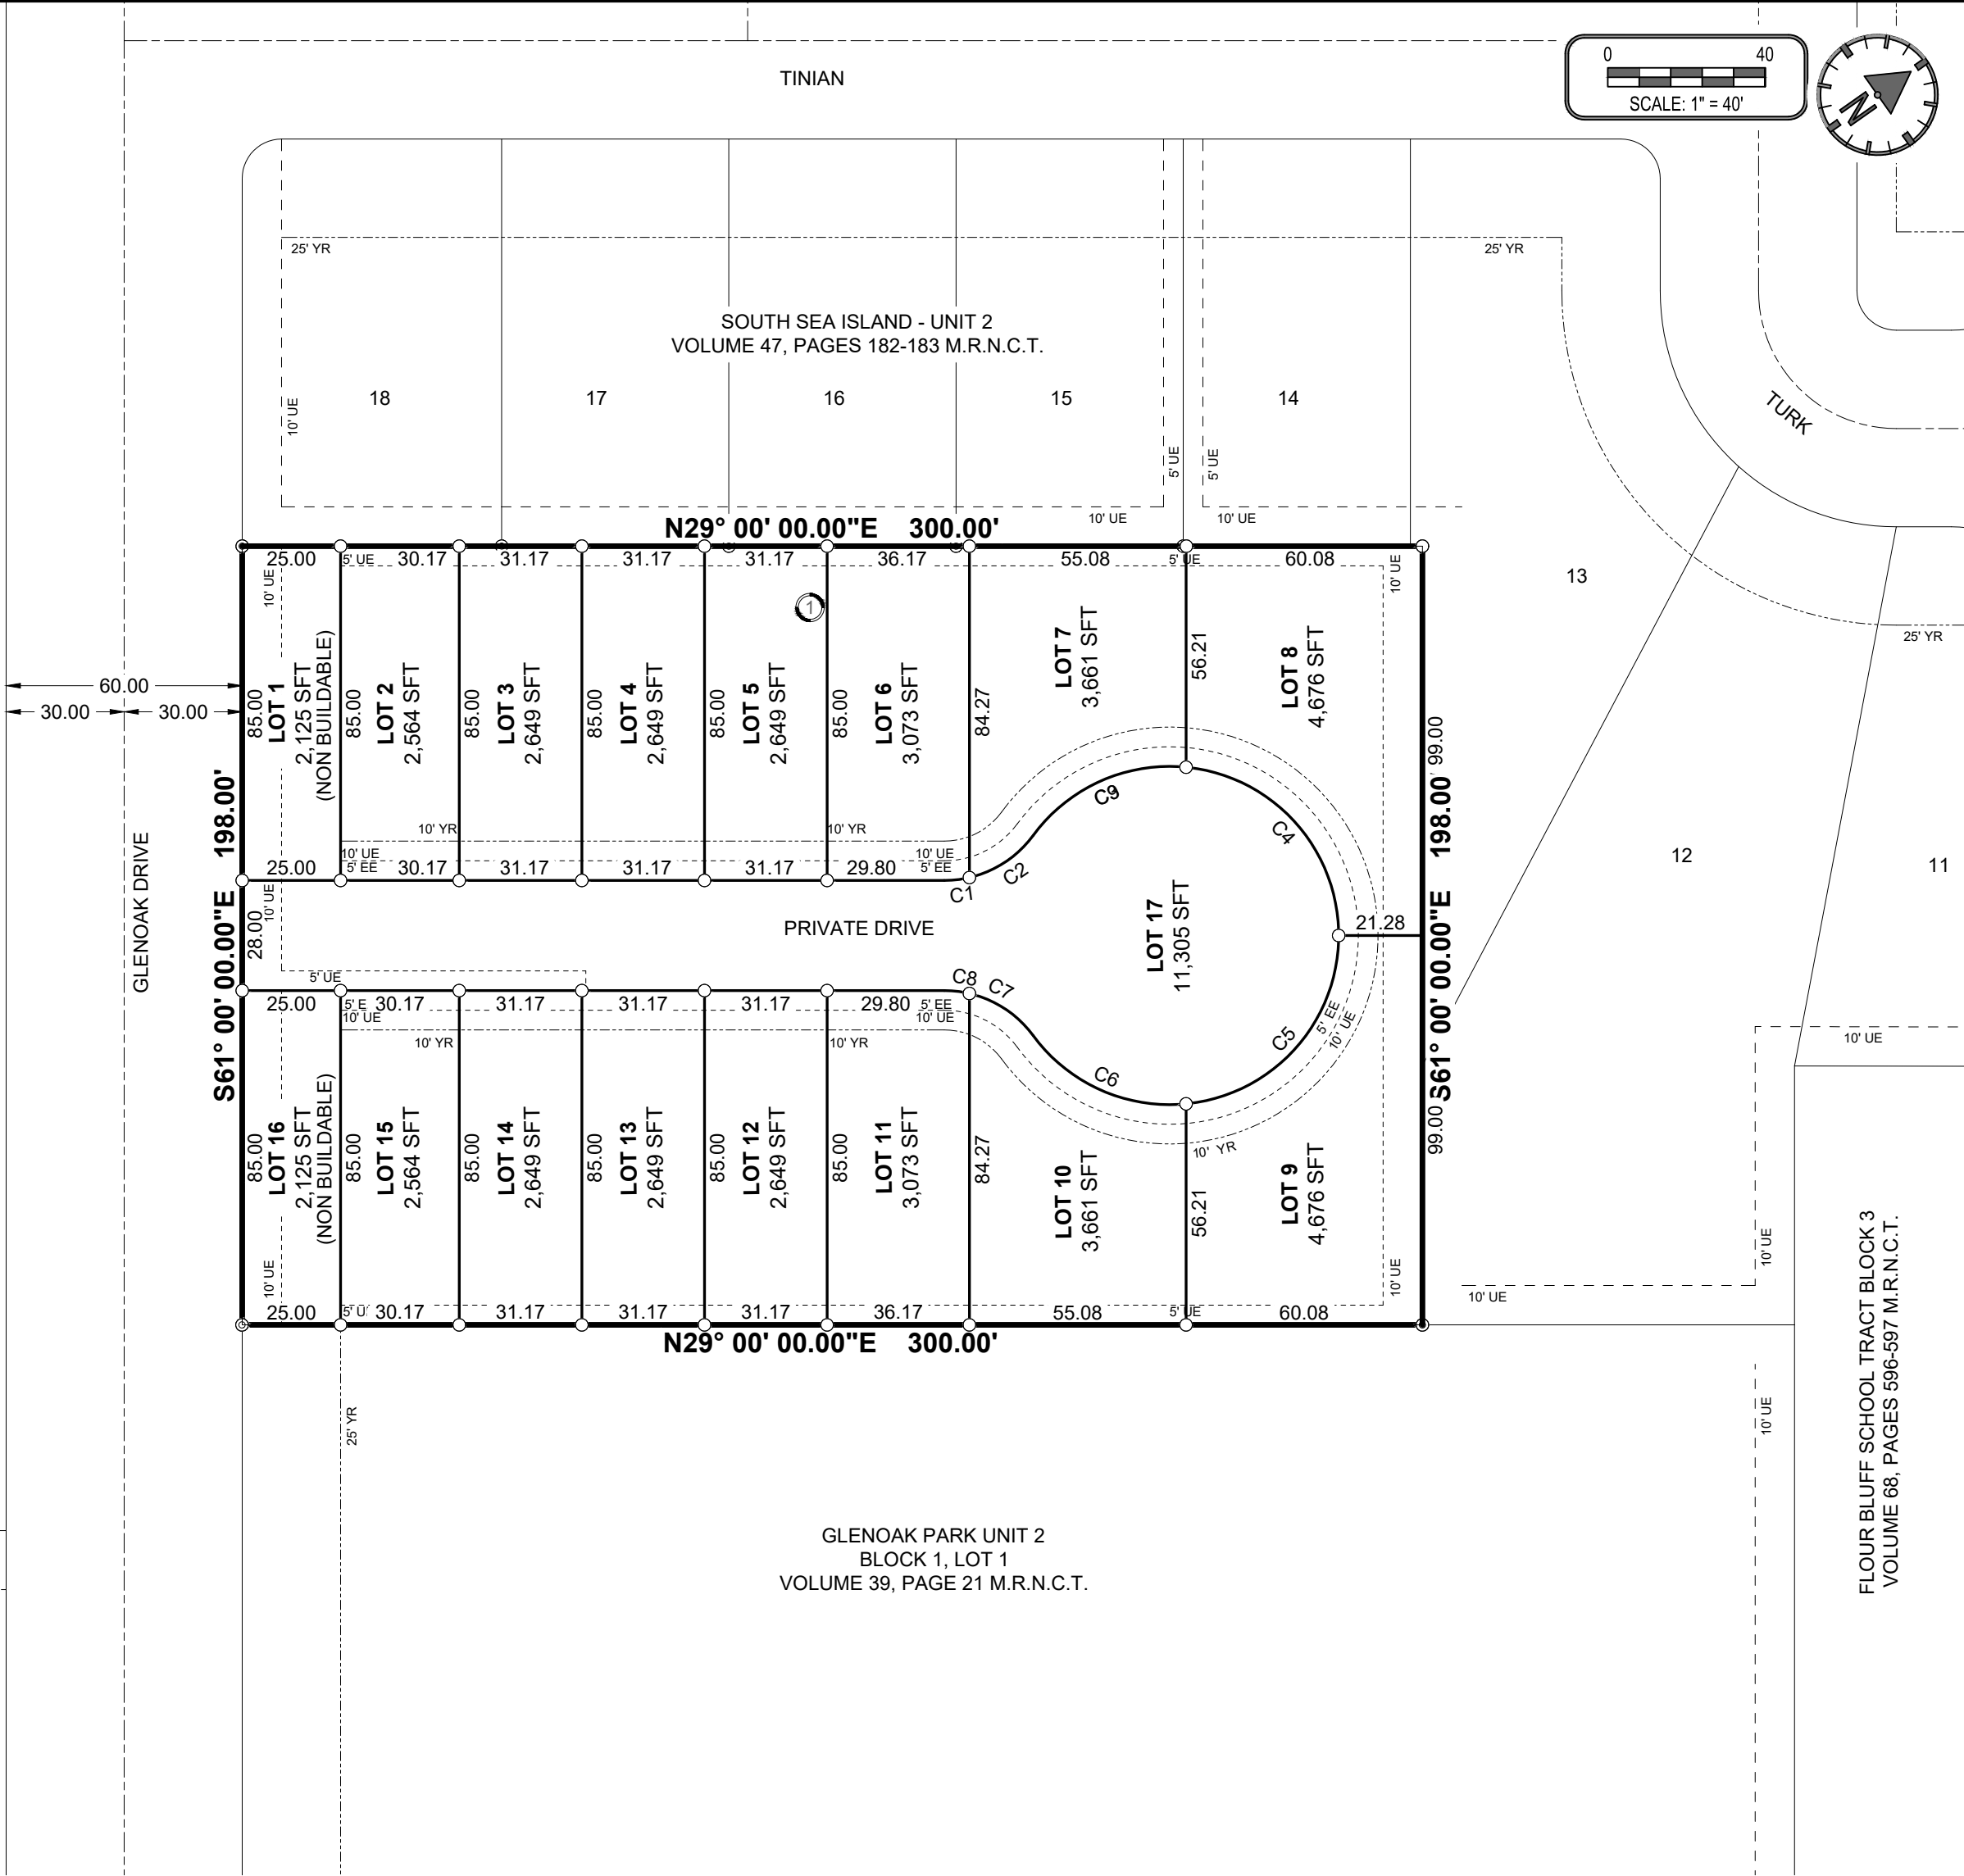 TINIAN
0 40
SCALE: 1" = 40'
N
25' YR
25' YR
SOUTH SEA ISLAND - UNIT 2
VOLUME 47, PAGES 182-183 M.R.N.C.T.
18
17
16
15
14
TURK
10' UE
5' UE
5' UE
10' UE
10' UE
N29° 00' 00.00"E 300.00'
25.00
5' UE
30.17
31.17
31.17
31.17
36.17
55.08
5' UE
60.08
10' UE
10' UE
13
25' YR
1
60.00
30.00
30.00
85.00
LOT 1
2,125 SFT
(NON BUILDABLE)
85.00
LOT 2
2,564 SFT
85.00
LOT 3
2,649 SFT
85.00
LOT 4
2,649 SFT
85.00
LOT 5
2,649 SFT
85.00
LOT 6
3,073 SFT
84.27
LOT 7
3,661 SFT
56.21
LOT 8
4,676 SFT
99.00
198.00'
S61° 00' 00.00"E
198.00'
S61° 00' 00.00"E
GLENOAK DRIVE
10' YR
10' YR
10' UE
5' EE
10' UE
5' EE
25.00
30.17
31.17
31.17
31.17
29.80
C1
C2
C9
C4
12
11
10' UE
28.00
PRIVATE DRIVE
LOT 17
11,305 SFT
21.28
5' UE
C8
C7
C6
C5
5' EE
10' UE
25.00
5' E
30.17
31.17
31.17
31.17
29.80
5' EE
10' UE
10' UE
10' YR
10' YR
10' YR
10' UE
85.00
LOT 16
2,125 SFT
(NON BUILDABLE)
85.00
LOT 15
2,564 SFT
85.00
LOT 14
2,649 SFT
85.00
LOT 13
2,649 SFT
85.00
LOT 12
2,649 SFT
85.00
LOT 11
3,073 SFT
84.27
LOT 10
3,661 SFT
56.21
LOT 9
4,676 SFT
99.00
10' UE
10' UE
10' UE
10' UE
25.00
5' U
30.17
31.17
31.17
31.17
36.17
55.08
5' UE
60.08
N29° 00' 00.00"E 300.00'
25' YR
10' UE
FLOUR BLUFF SCHOOL TRACT BLOCK 3
VOLUME 68, PAGES 596-597 M.R.N.C.T.
GLENOAK PARK UNIT 2
BLOCK 1, LOT 1
VOLUME 39, PAGE 21 M.R.N.C.T.